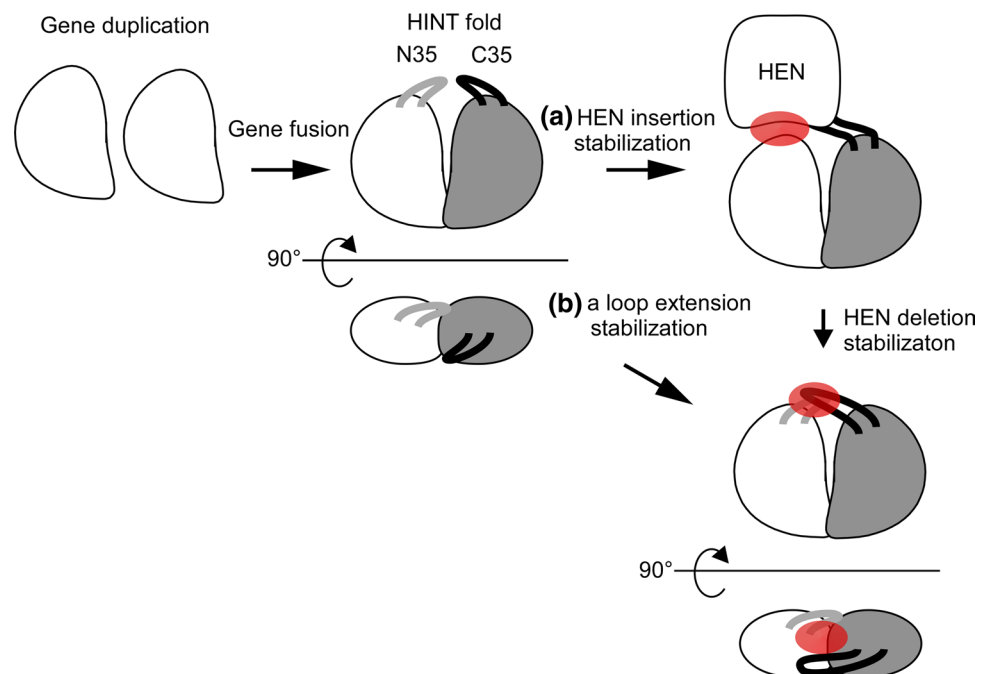 Gene duplication
HINT fold
N35 C35
HEN
Gene fusion
(a) HEN insertion
stabilization
90°
(b) a loop extension
stabilization
HEN deletion
stabilizaton
90°